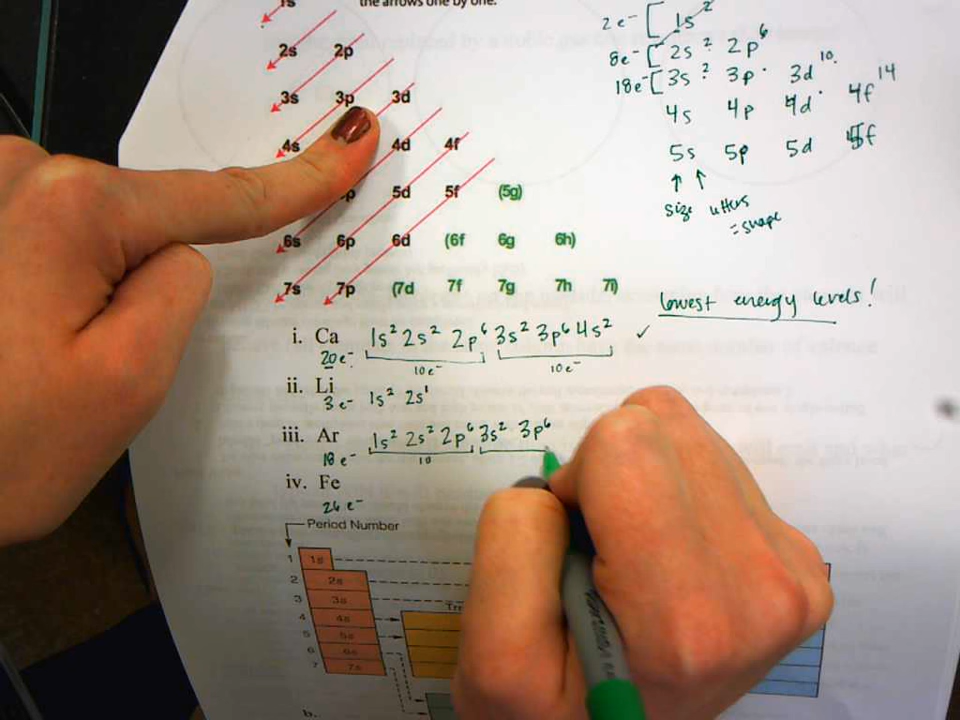 1s the arrows one by one.
2s 2p
3s 3p 3d
4s 4d 4f
p 5d 5f (5g)
6s 6p 6d (6f 6g 6h)
7s 7p (7d 7f 7g 7h 7i)
2e⁻ [ 1s²
8e⁻ [ 2s² 2p⁶
18e⁻ [ 3s² 3p 3d¹⁰
4s 4p 4d 4f¹⁴
5s 5p 5d 5f
↑ ↑
size letters
= shape
lowest energy levels!
i. Ca 1s² 2s² 2p⁶ 3s² 3p⁶ 4s² ✓
20e⁻ 10e⁻ 10e⁻
ii. Li 1s² 2s¹
3e⁻
iii. Ar 1s² 2s² 2p⁶ 3s² 3p⁶
18e⁻ 10
iv. Fe
26e⁻
Period Number
1 1s
2 2s
3 3s
4 4s
5 5s
6 6s
7 7s
b.